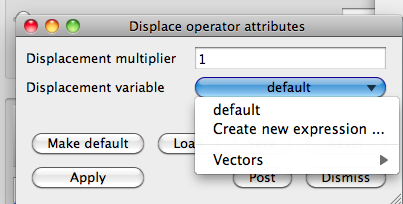 Displace operator attributes
Displacement multiplier 1
Displacement variable default
default
Create new expression ...
Vectors
Make default
Apply Post Dismiss